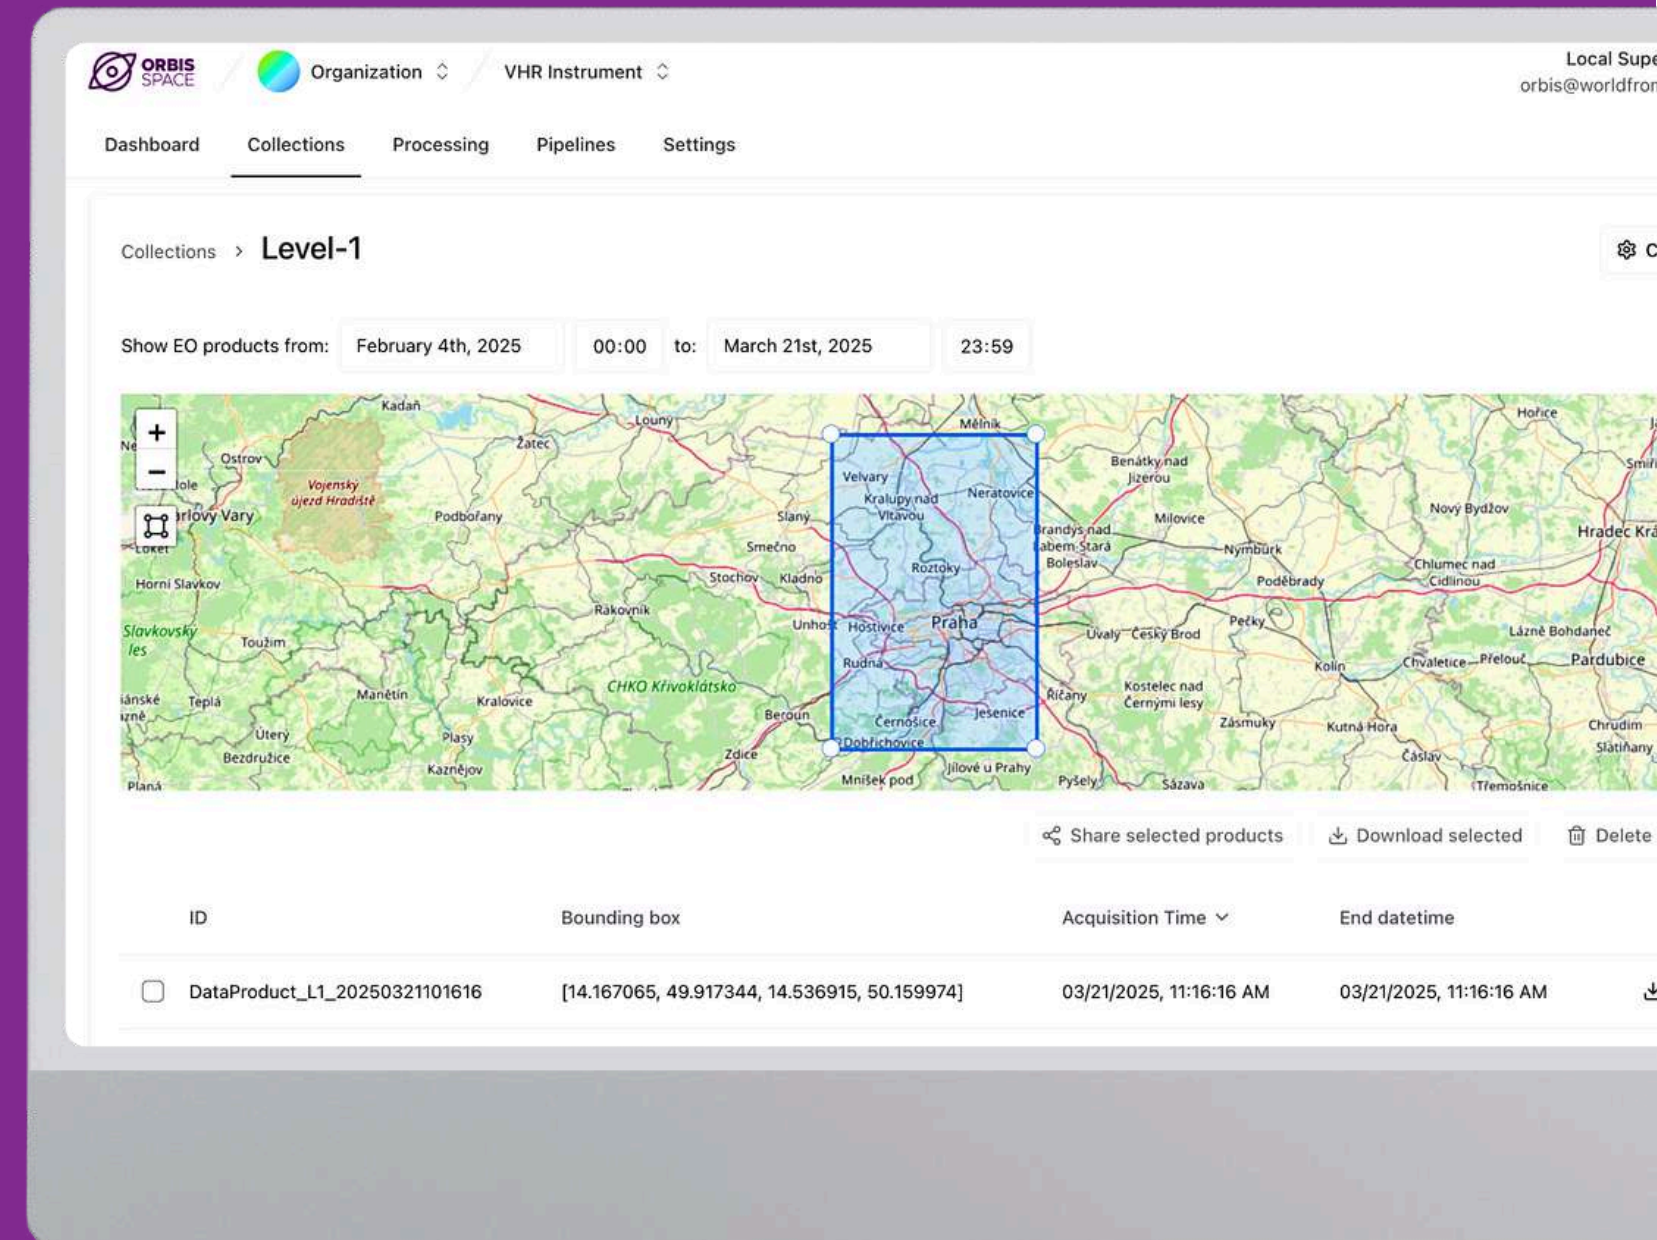 ORBIS
SPACE
Organization
VHR Instrument
Local Supe
orbis@worldfron
Dashboard
Collections
Processing
Pipelines
Settings
Collections > Level-1
Show EO products from: February 4th, 2025 00:00 to: March 21st, 2025 23:59
+
−
Kadaň
Louny
Mělník
Hořice
Žatec
Ostrov
Benátky nad
Jizerou
Smiři
Velvary
Vojenský
újezd Hradiště
Kralupy nad
Vltavou
Neratovice
Nový Bydžov
arlovy Vary
Podbořany
Slaný
Milovice
Brandýs nad
Labem-Stará
Boleslav
Hradec Krá
Loket
Smečno
Nymburk
Roztoky
Chlumec nad
Cidlinou
Horní Slavkov
Stochov
Kladno
Poděbrady
Rakovník
Unhošť
Hostivice
Praha
Pečky
Slavkovský
les
Toužim
Úvaly
Český Brod
Lázně Bohdaneč
Rudná
Kolín
Chvaletice
Přelouč
Pardubice
CHKO Křivoklátsko
Říčany
Kostelec nad
Černými lesy
iánské
ázně
Teplá
Manětín
Kralovice
Beroun
Černošice
Jesenice
Zásmuky
Kutná Hora
Chrudim
Úterý
Plasy
Dobřichovice
Slatiňany
Bezdružice
Zdice
Čáslav
Kaznějov
Mníšek pod
Jílové u Prahy
Pyšely
Sázava
Třemošnice
Planá
Share selected products
Download selected
Delete
ID
Bounding box
Acquisition Time
End datetime
DataProduct_L1_20250321101616
[14.167065, 49.917344, 14.536915, 50.159974]
03/21/2025, 11:16:16 AM
03/21/2025, 11:16:16 AM